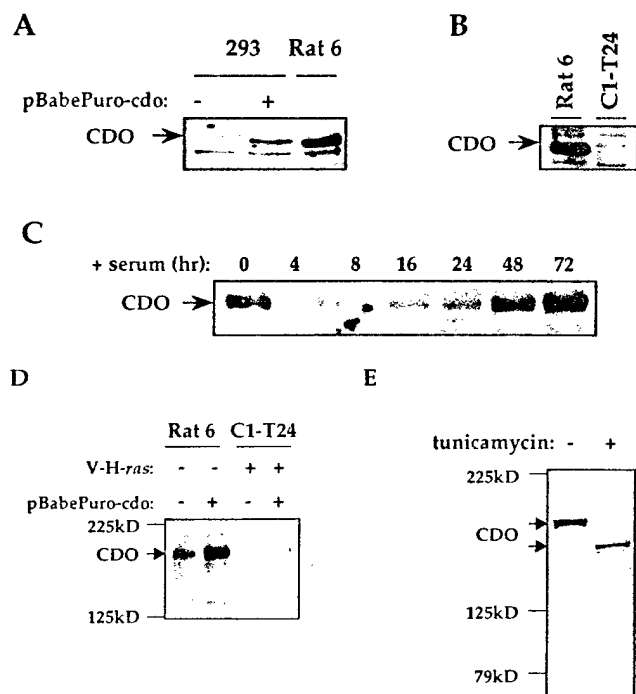 A
293 Rat 6
pBabePuro-cdo: - +
CDO
B
Rat 6
C1-T24
CDO
C
+ serum (hr): 0 4 8 16 24 48 72
CDO
D
Rat 6 C1-T24
V-H-ras: - - + +
pBabePuro-cdo: - + - +
225kD
CDO
125kD
E
tunicamycin: - +
225kD
CDO
125kD
79kD